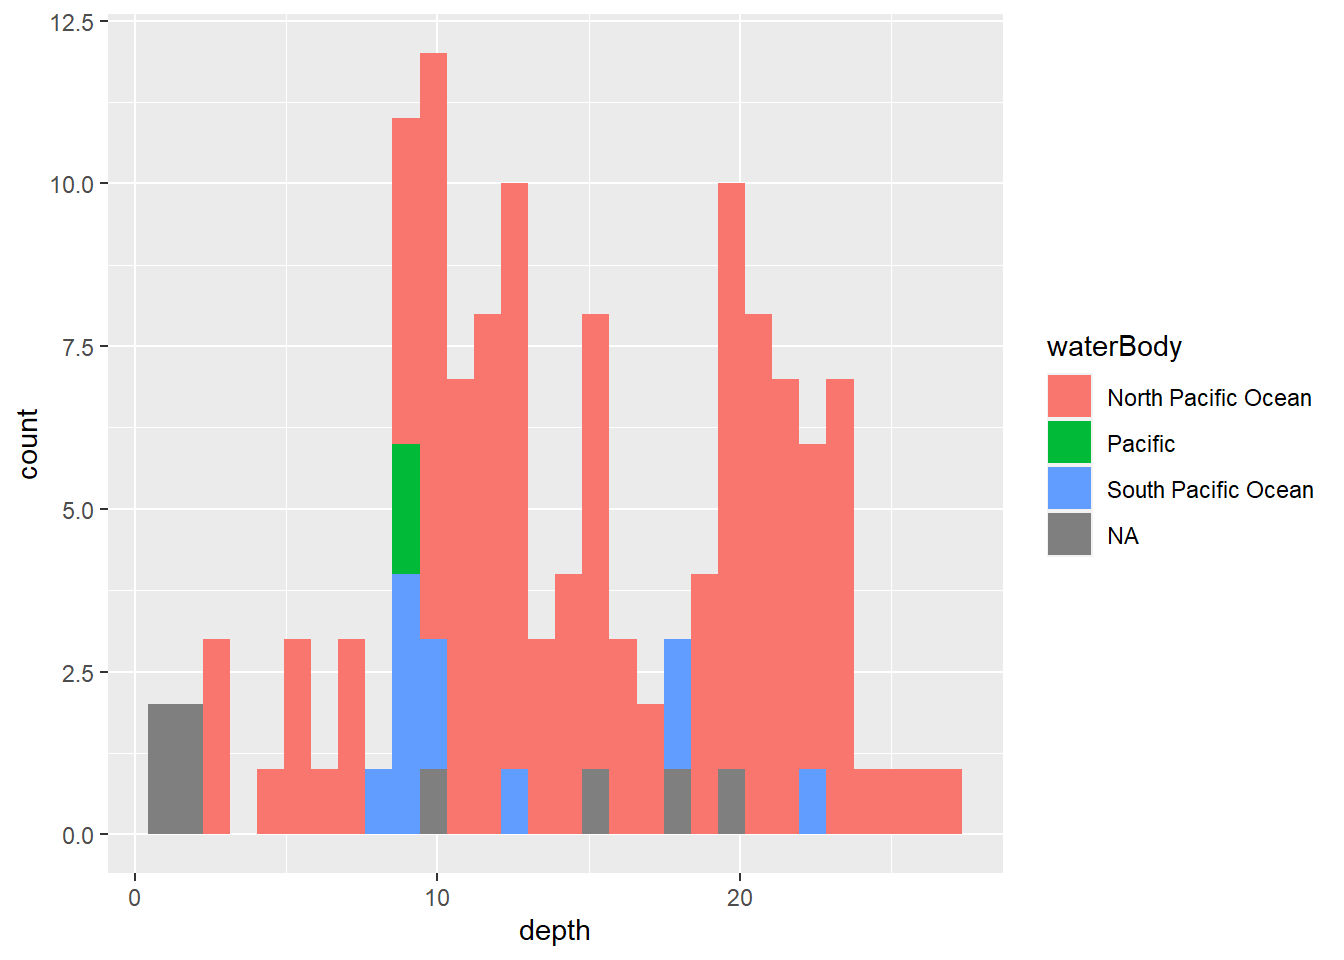 12.5
10.0
7.5
5.0
2.5
0.0
0
10
20
depth
count
waterBody
North Pacific Ocean
Pacific
South Pacific Ocean
NA